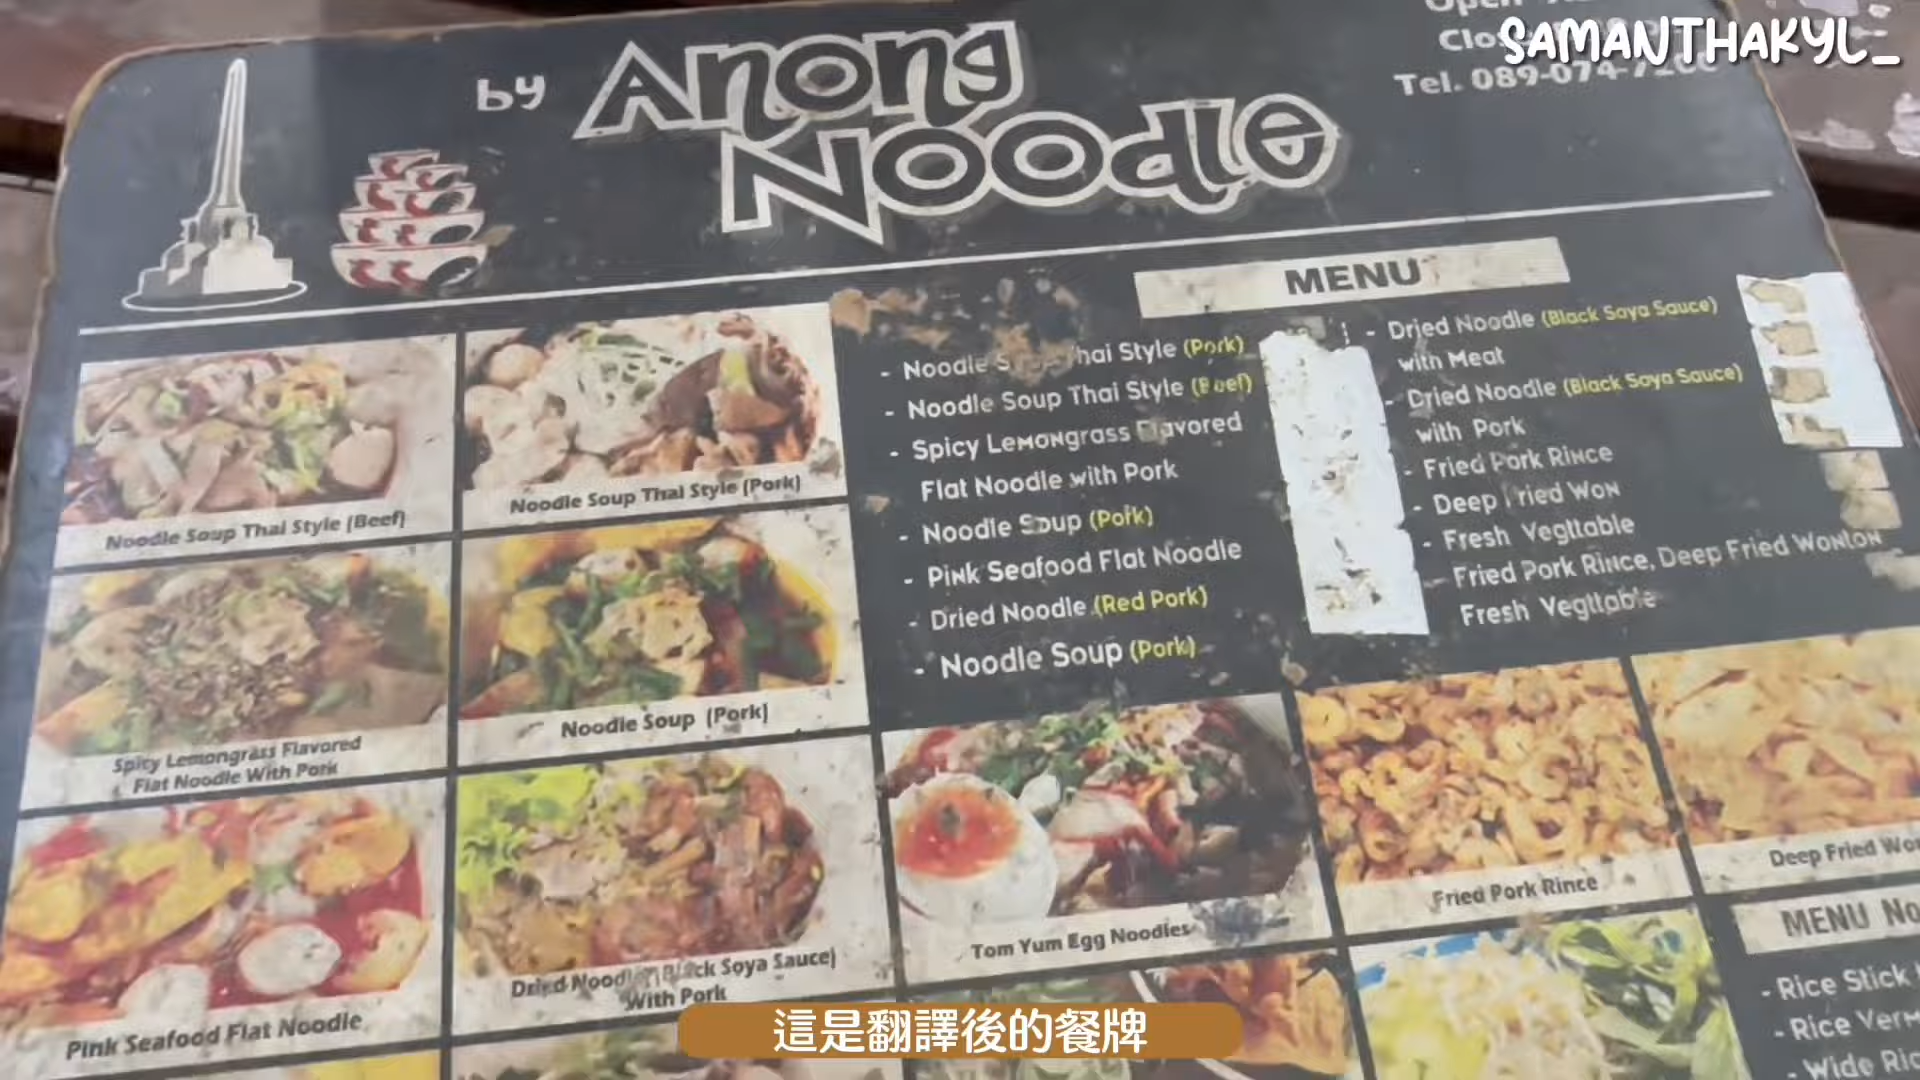 by Anong
Noodle
Tel. 089-074-
SAMANTHAKYL_
MENU
- Noodle Thai Style (Pork)
- Noodle Soup Thai Style (Beef)
- Spicy Lemongrass Flavored
Flat Noodle with Pork
- Noodle Soup (Pork)
- Pink Seafood Flat Noodle
- Dried Noodle (Red Pork)
- Noodle Soup (Pork)
- Dried Noodle (Black Soya Sauce)
with Meat
- Dried Noodle (Black Soya Sauce)
with Pork
- Fried Pork Rince
- Deep Fried Won
- Fresh Vegttable
- Fried Pork Rince, Deep Fried Wonton
Fresh Vegttable
Noodle Soup Thai Style (Beef)
Noodle Soup Thai Style (Pork)
Spicy Lemongrass Flavored
Flat Noodle With Pork
Noodle Soup (Pork)
Pink Seafood Flat Noodle
Dried Noodle (Black Soya Sauce)
With Pork
Tom Yum Egg Noodles
Fried Pork Rince
Deep Fried
MENU
- Rice Stick
- Rice
- Wide
這是翻譯後的餐牌